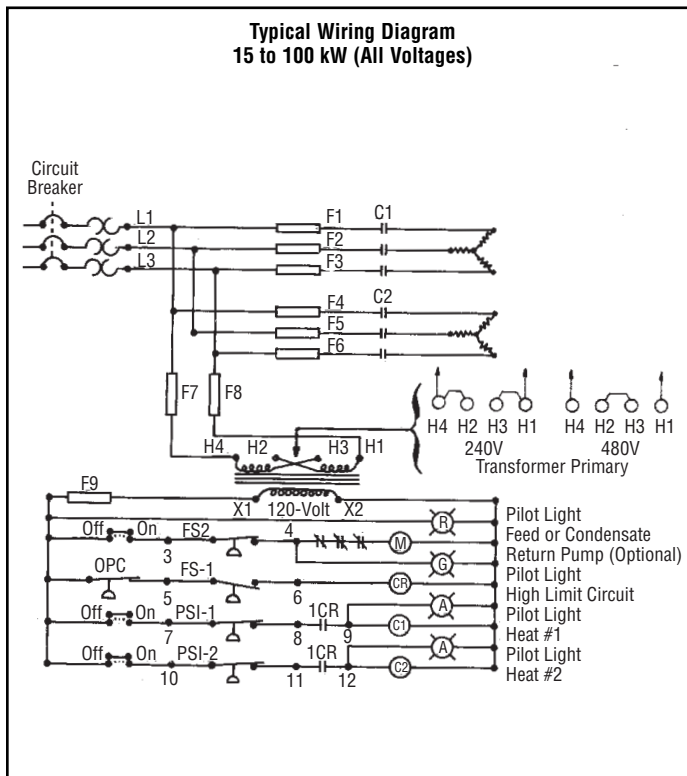 Typical Wiring Diagram
15 to 100 kW (All Voltages)
Circuit
Breaker
L1
L2
L3
F1
C1
F2
F3
F4
C2
F5
F6
F7
F8
H4 H2 H3 H1
H4 H2 H3 H1
H4 H2 H3 H1
240V
480V
Transformer Primary
F9
X1 120-Volt X2
R
Pilot Light
Off On FS2 4
3
M
Feed or Condensate
Return Pump (Optional)
G
Pilot Light
OPC FS-1
5
6
CR
High Limit Circuit
A
Pilot Light
Off On PSI-1 1CR
7
8
9
C1
Heat #1
A
Pilot Light
Off On PSI-2 1CR
10
11
12
C2
Heat #2